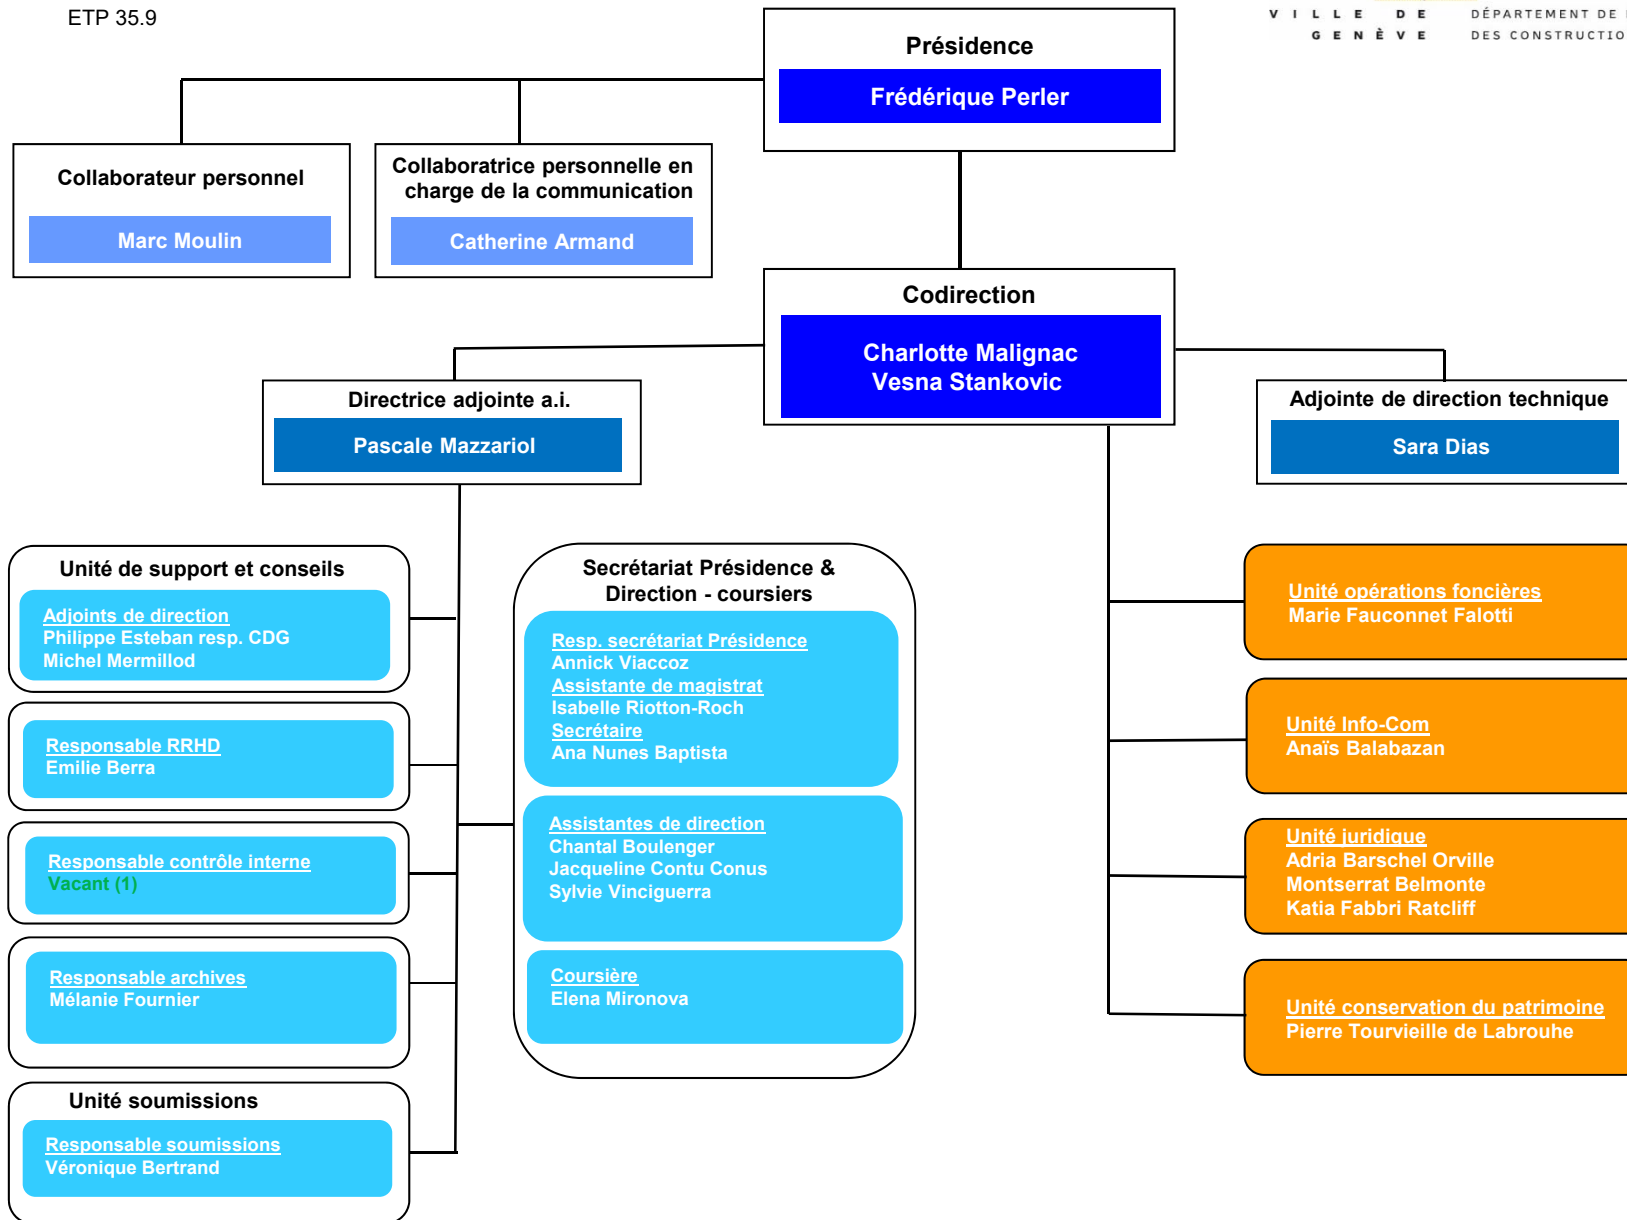 ETP 35.9
VILLE DE
GENÈVE
DÉPARTEMENT DE
DES
Présidence
Frédérique Perler
Collaborateur personnel
Marc Moulin
Collaboratrice personnelle en
charge de la communication
Catherine Armand
Codirection
Charlotte Malignac
Vesna Stankovic
Directrice adjointe a.i.
Pascale Mazzariol
Adjointe de direction technique
Sara Dias
Unité de support et conseils
Adjoints de direction
Philippe Esteban resp. CDG
Michel Mermillod
Responsable RRHD
Emilie Berra
Responsable contrôle interne
Vacant (1)
Responsable archives
Mélanie Fournier
Unité soumissions
Responsable soumissions
Véronique Bertrand
Secrétariat Présidence &
Direction - coursiers
Resp. secrétariat Présidence
Annick Viaccoz
Assistante de magistrat
Isabelle Riotton-Roch
Secrétaire
Ana Nunes Baptista
Assistantes de direction
Chantal Boulenger
Jacqueline Contu Conus
Sylvie Vinciguerra
Coursière
Elena Mironova
Unité opérations foncières
Marie Fauconnet Falotti
Unité Info-Com
Anaïs Balabazan
Unité juridique
Adria Barschel Orville
Montserrat Belmonte
Katia Fabbri Ratcliff
Unité conservation du patrimoine
Pierre Tourvieille de Labrouhe